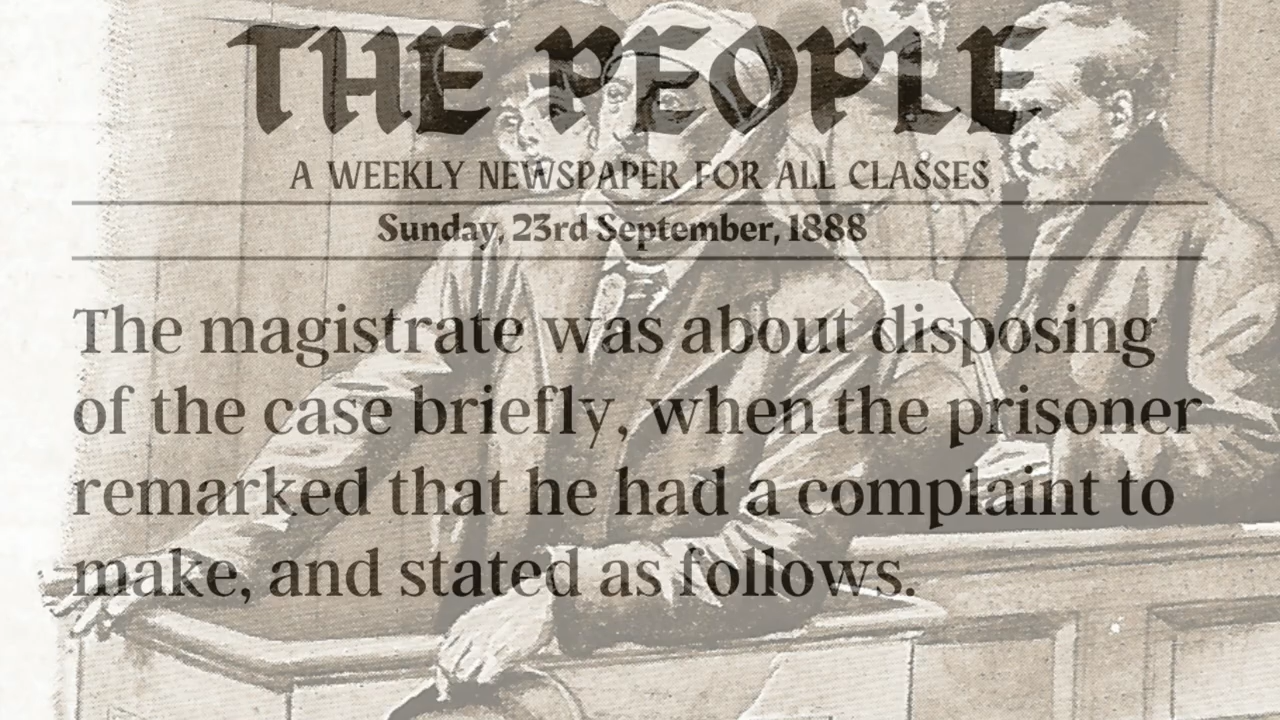 THE PEOPLE
A WEEKLY NEWSPAPER FOR ALL CLASSES
Sunday, 23rd September, 1888
The magistrate was about disposing
of the case briefly, when the prisoner
remarked that he had a complaint to
make, and stated as follows.